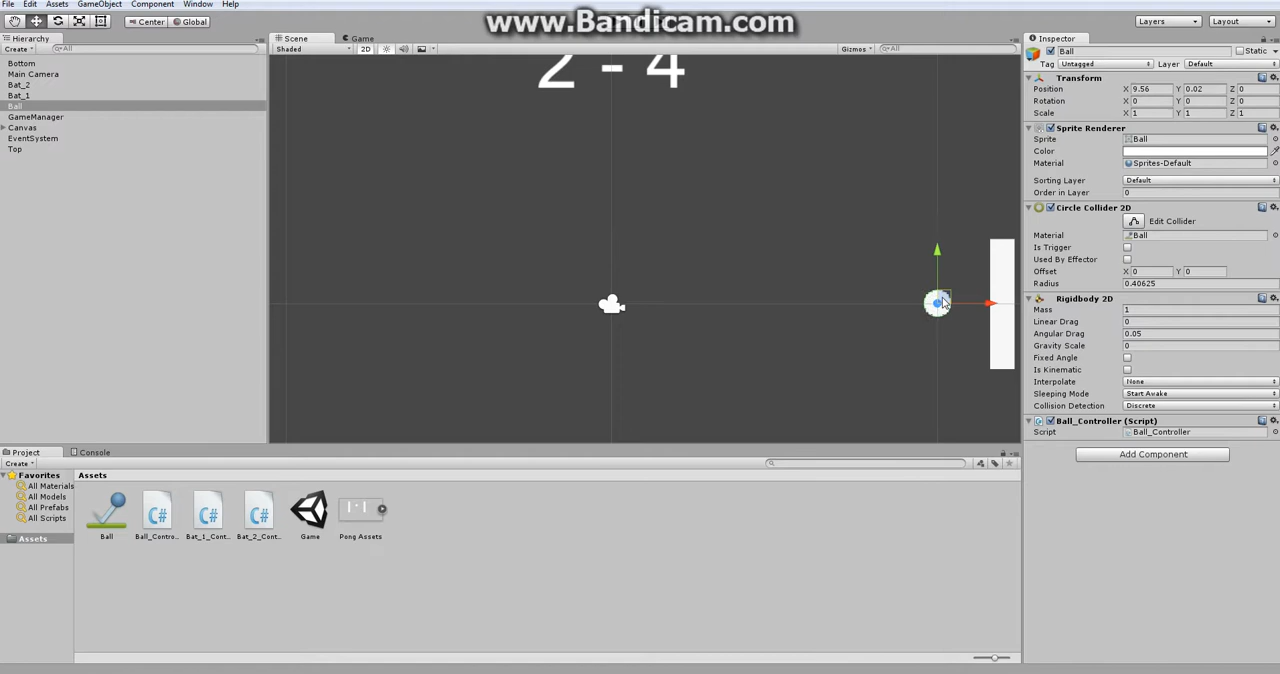 File Edit Assets GameObject Component Window Help
www.Bandicam.com
Center Global Layers Layout
Hierarchy
Create All
Bottom
Main Camera
Bat_2
Bat_1
Ball
GameManager
Canvas
EventSystem
Top
Scene Game
Shaded 2D Gizmos All
2 - 4
Inspector
Ball Static
Tag Untagged Layer Default
Transform
Position X 9.56 Y 0.02 Z 0
Rotation X 0 Y 0 Z 0
Scale X 1 Y 1 Z 1
Sprite Renderer
Sprite Ball
Color
Material Sprites-Default
Sorting Layer Default
Order in Layer 0
Circle Collider 2D
Edit Collider
Material Ball
Is Trigger
Used By Effector
Offset X 0 Y 0
Radius 0.40625
Rigidbody 2D
Mass 1
Linear Drag 0
Angular Drag 0.05
Gravity Scale 0
Fixed Angle
Is Kinematic
Interpolate None
Sleeping Mode Start Awake
Collision Detection Discrete
Ball_Controller (Script)
Script Ball_Controller
Add Component
Project Console
Create
Favorites
All Materials
All Models
All Prefabs
All Scripts
Assets
Assets
Ball Ball_Contro... Bat_1_Cont... Bat_2_Cont... Game Pong Assets